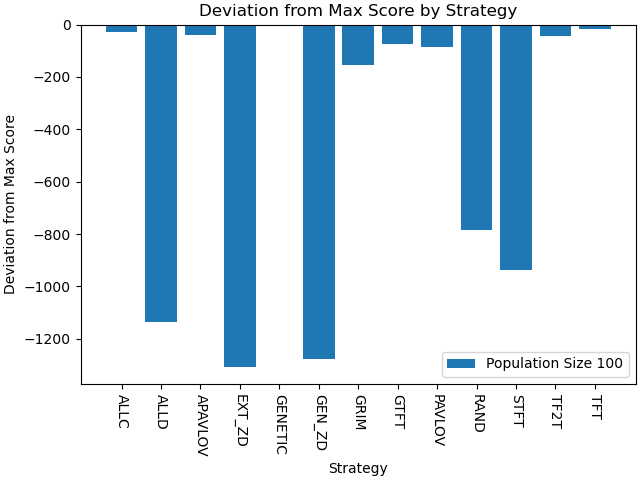 Deviation from Max Score by Strategy
Deviation from Max Score
0
−200
−400
−600
−800
−1000
−1200
Population Size 100
ALLC
ALLD
APAVLOV
EXT_ZD
GENETIC
GEN_ZD
GRIM
GTFT
PAVLOV
RAND
STFT
TF2T
TFT
Strategy